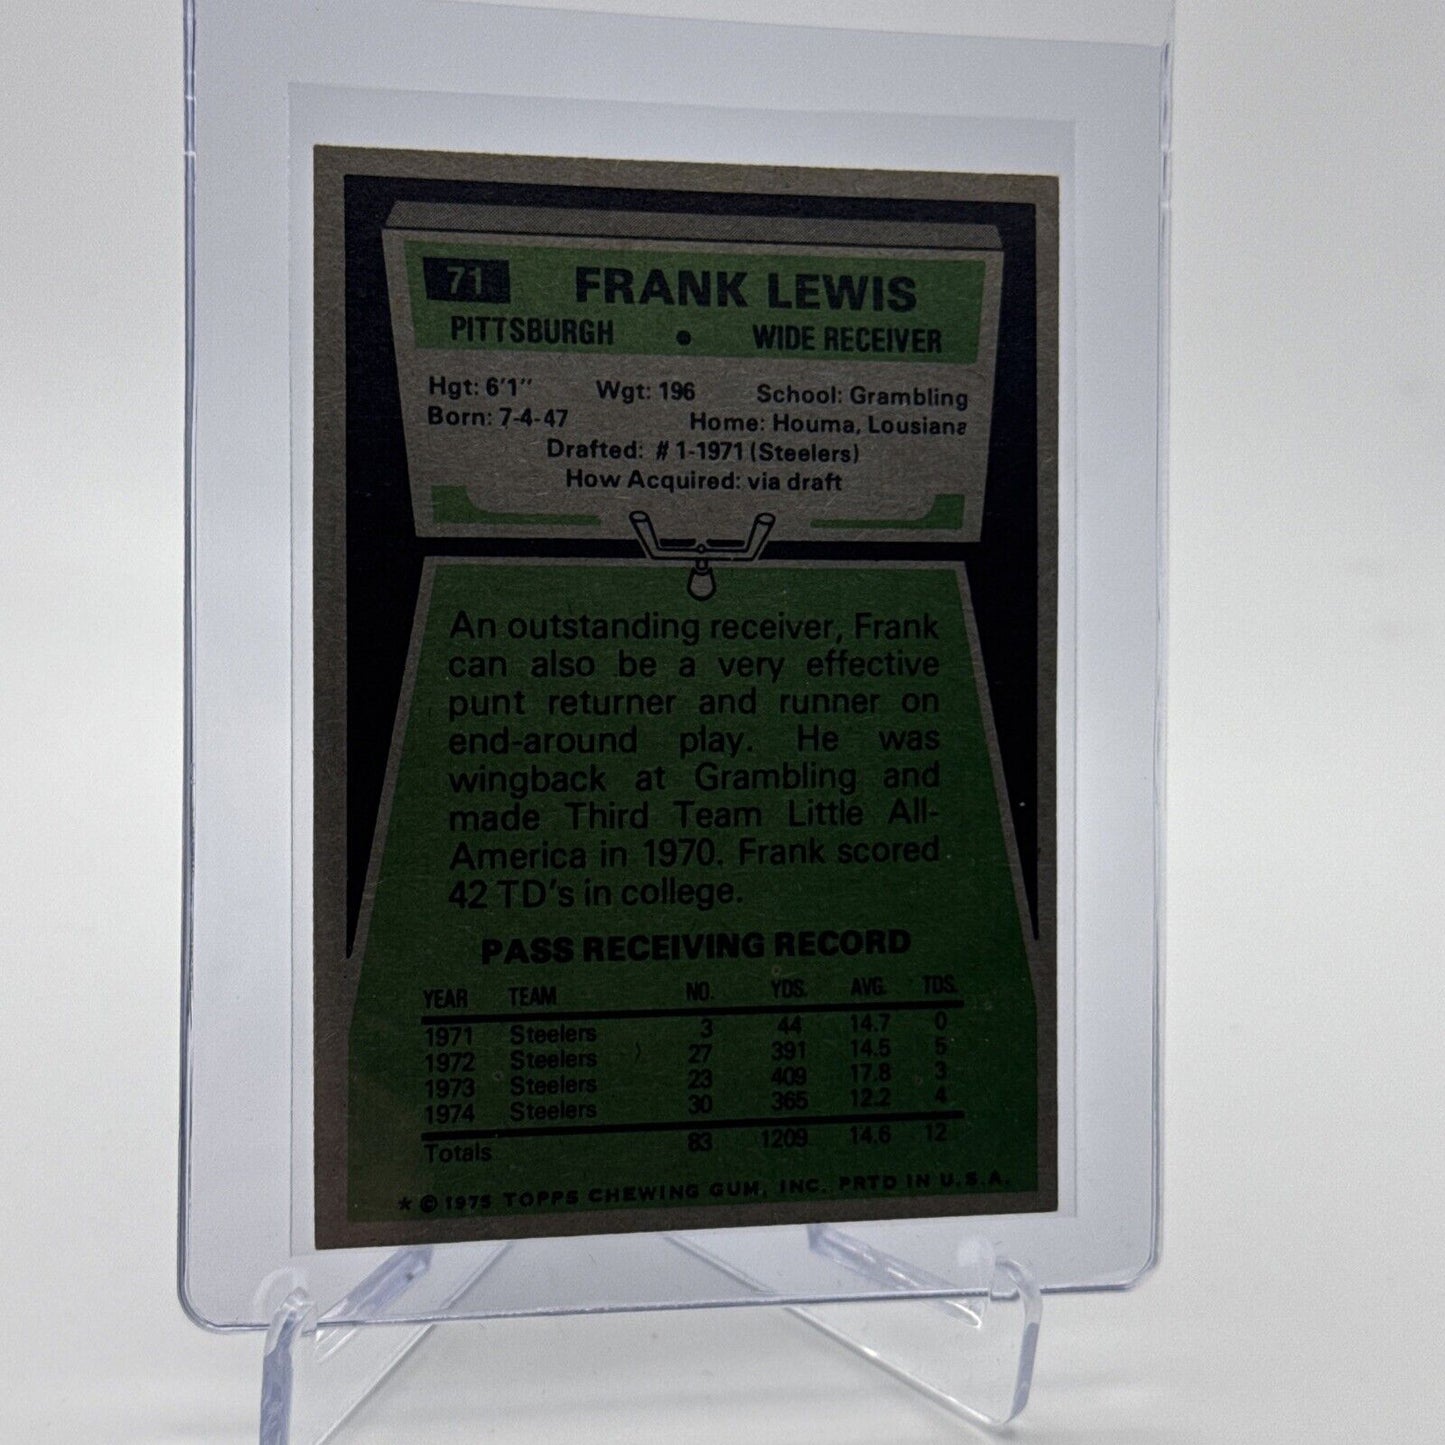 71 FRANK LEWIS
PITTSBURGH • WIDE RECEIVER
Hgt: 6'1" Wgt: 196 School: Grambling
Born: 7-4-47 Home: Houma, Lousiana
Drafted: #1-1971 (Steelers)
How Acquired: via draft
An outstanding receiver, Frank
can also be a very effective
punt returner and runner on
end-around play. He was
wingback at Grambling and
made Third Team Little All-
America in 1970. Frank scored
42 TD's in college.
PASS RECEIVING RECORD
YEAR TEAM NO. YDS. AVG. TDS.
1971 Steelers 3 44 14.7 0
1972 Steelers 27 391 14.5 5
1973 Steelers 23 409 17.8 3
1974 Steelers 30 365 12.2 4
Totals 83 1209 14.6 12
* © 1975 TOPPS CHEWING GUM, INC. PRTD IN U.S.A.